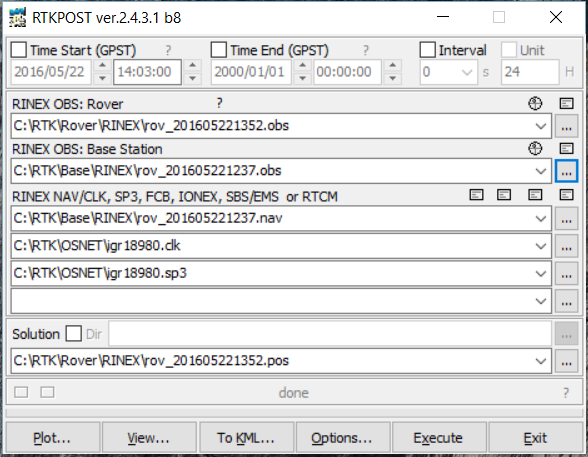 RTKPOST ver.2.4.3.1 b8
Time Start (GPST) ? Time End (GPST) ? Interval Unit
2016/05/22 14:03:00 2000/01/01 00:00:00 0 s 24 H
RINEX OBS: Rover ?
C:\RTK\Rover\RINEX\rov_201605221352.obs ...
RINEX OBS: Base Station
C:\RTK\Base\RINEX\rov_201605221237.obs ...
RINEX NAV/CLK, SP3, FCB, IONEX, SBS/EMS or RTCM
C:\RTK\Base\RINEX\rov_201605221237.nav ...
C:\RTK\OSNET\igr18980.clk ...
C:\RTK\OSNET\igr18980.sp3 ...
...
Solution Dir ...
C:\RTK\Rover\RINEX\rov_201605221352.pos ...
done ?
Plot... View... To KML... Options... Execute Exit